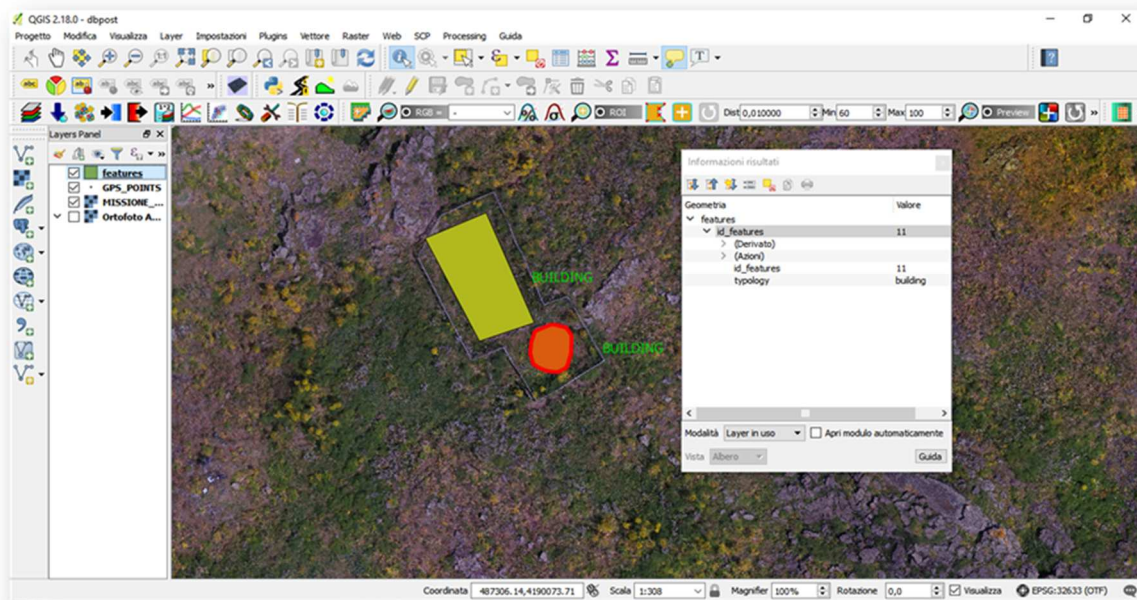 QGIS 2.18.0 - dbpost
Progetto Modifica Visualizza Layer Impostazioni Plugins Vettore Raster Web SCP Processing Guida
RGB = - ROI Dist 0,010000 Min 60 Max 100 Preview
Layers Panel
features
GPS_POINTS
MISSIONE_...
Ortofoto A...
BUILDING
BUILDING
Informazioni risultati
Geometria Valore
features
id_features 11
(Derivato)
(Azioni)
id_features 11
typology building
Modalità Layer in uso Apri modulo automaticamente
Vista Albero Guida
Coordinata 487306.14,4190073.71 Scala 1:308 Magnifier 100% Rotazione 0,0 Visualizza EPSG:32633 (OTF)